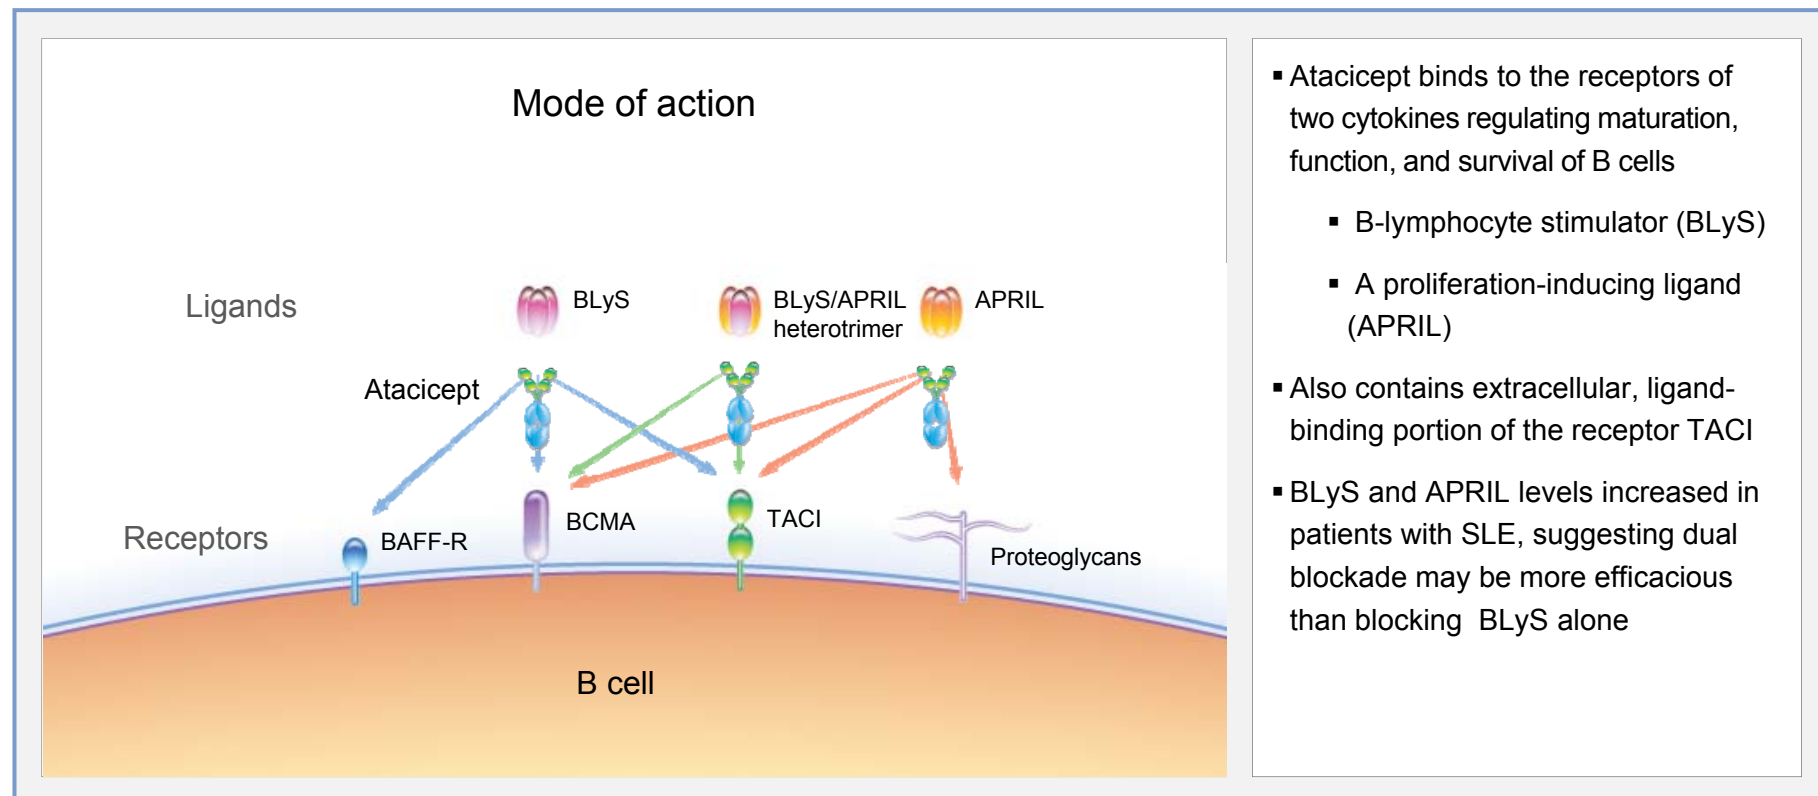 Mode of action
Ligands
BLyS
BLyS/APRIL
heterotrimer
APRIL
Atacicept
Receptors
BAFF-R
BCMA
TACI
Proteoglycans
B cell
▪ Atacicept binds to the receptors of
two cytokines regulating maturation,
function, and survival of B cells
▪ B-lymphocyte stimulator (BLyS)
▪ A proliferation-inducing ligand
(APRIL)
▪ Also contains extracellular, ligand-
binding portion of the receptor TACI
▪ BLyS and APRIL levels increased in
patients with SLE, suggesting dual
blockade may be more efficacious
than blocking BLyS alone